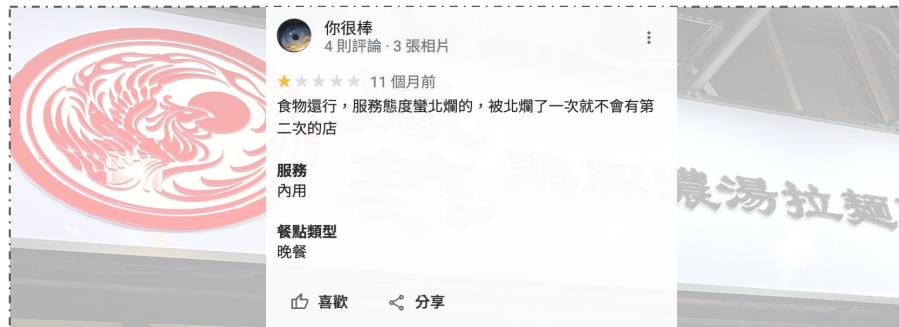 你很棒
4 則評論·3 張相片
11 個月前
食物還行，服務態度蠻北爛的，被北爛了一次就不會有第
二次的店
服務
內用
餐點類型
晚餐
喜歡
分享
鳳華 鶏豚濃湯拉麵